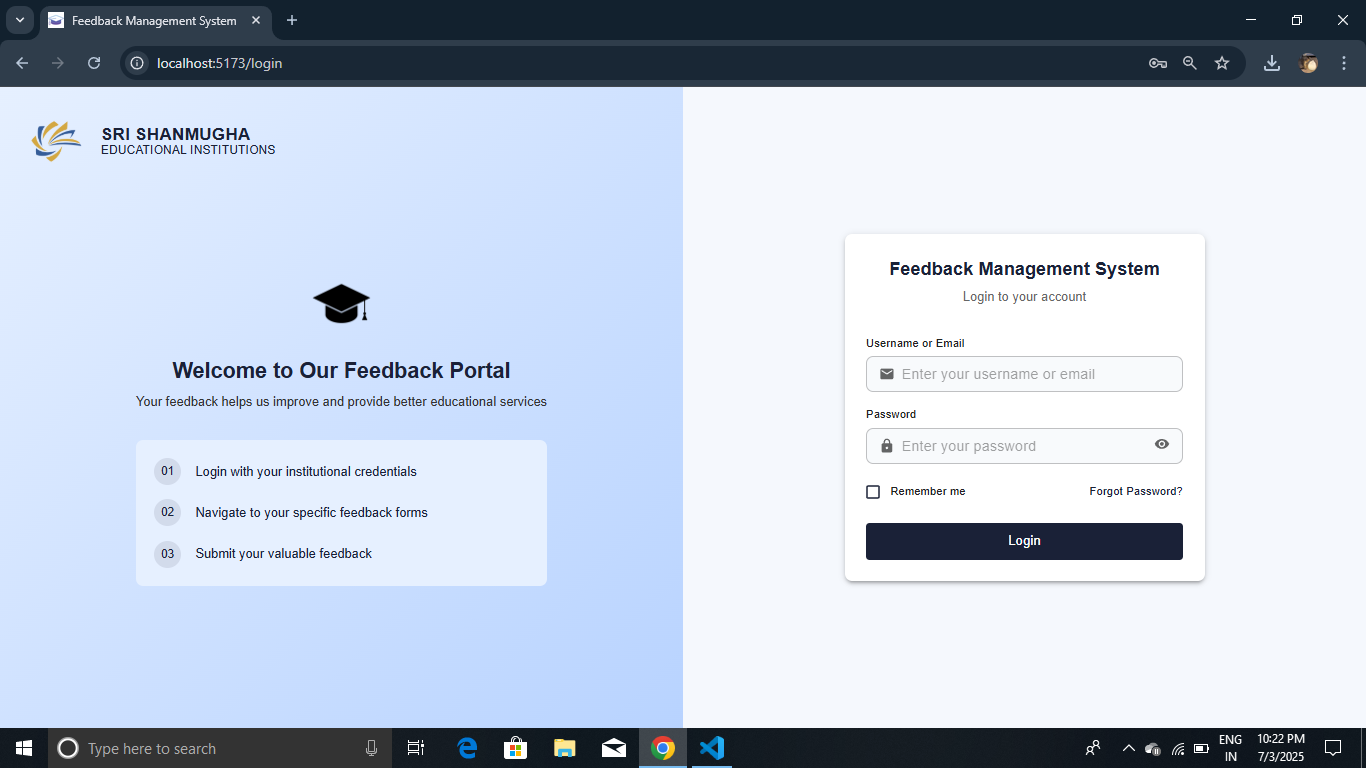 Feedback Management System
localhost:5173/login
SRI SHANMUGHA
EDUCATIONAL INSTITUTIONS
Welcome to Our Feedback Portal
Your feedback helps us improve and provide better educational services
01 Login with your institutional credentials
02 Navigate to your specific feedback forms
03 Submit your valuable feedback
Feedback Management System
Login to your account
Username or Email
Enter your username or email
Password
Enter your password
Remember me Forgot Password?
Login
Type here to search
ENG 10:22 PM
IN 7/3/2025